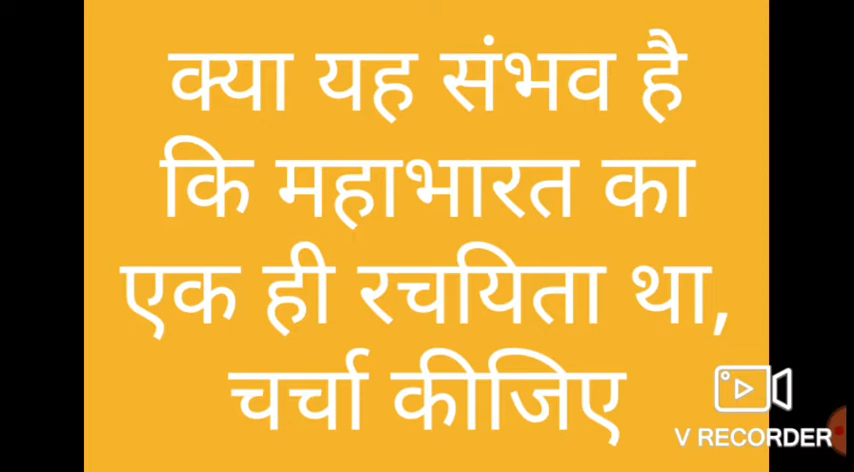 क्या यह संभव है
कि महाभारत का
एक ही रचयिता था,
चर्चा कीजिए
V RECORDER